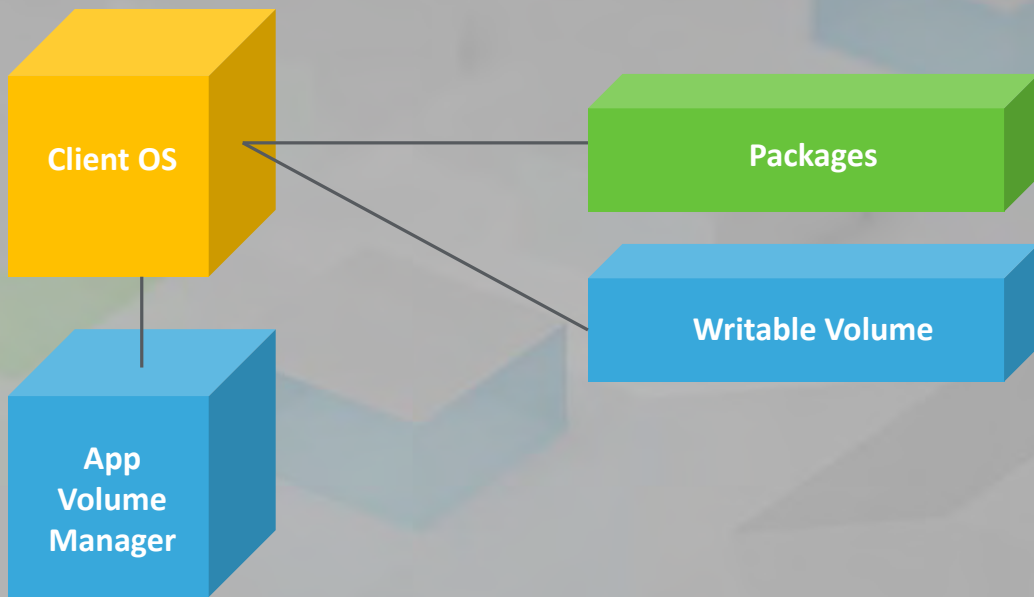 Client OS
Packages
Writable Volume
App
Volume
Manager